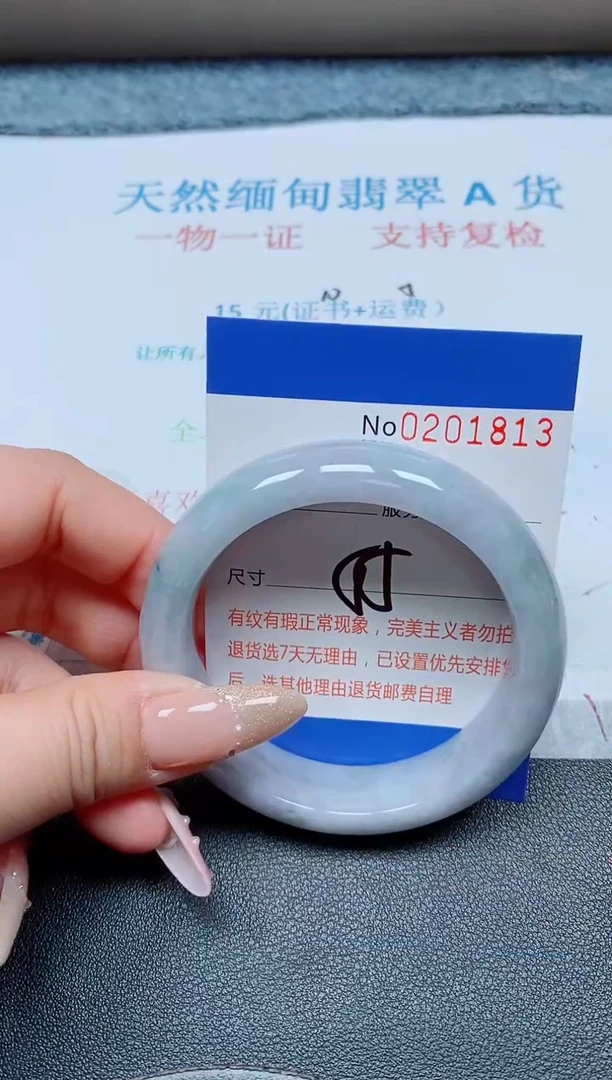 天然缅甸翡翠 A 货
一物一证 支持复检
15 元(证书+运费)
让所有
No0201813
尺寸
有纹有瑕正常现象，完美主义者勿拍
退货选7天无理由，已设置优先安排
后，选其他理由退货邮费自理